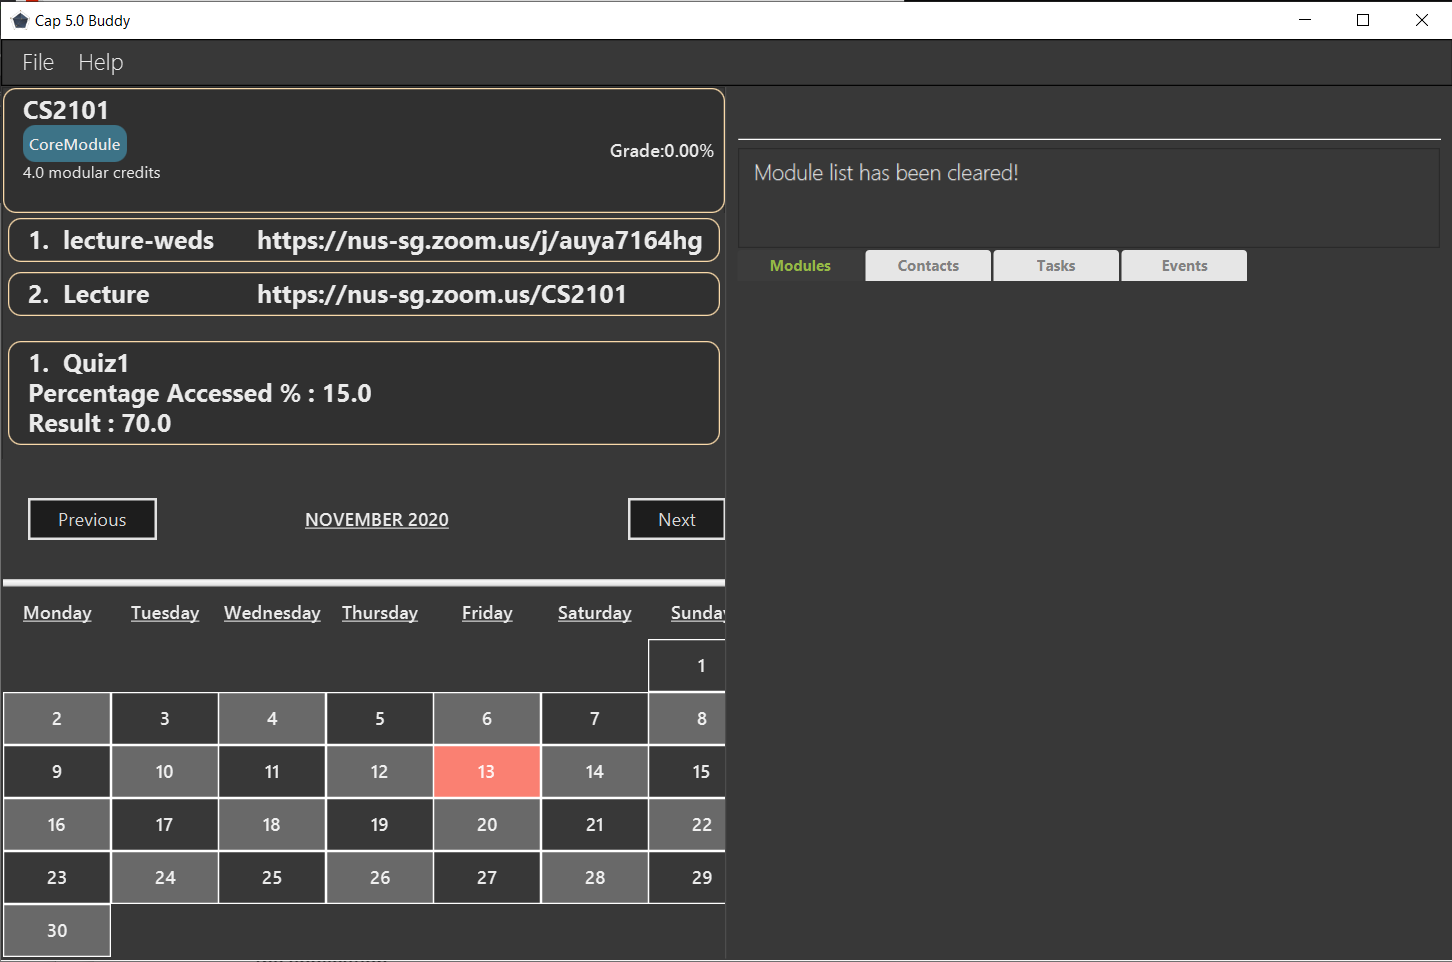 Cap 5.0 Buddy
File Help
CS2101
CoreModule
4.0 modular credits
Grade:0.00%
1. lecture-weds https://nus-sg.zoom.us/j/auya7164hg
2. Lecture https://nus-sg.zoom.us/CS2101
1. Quiz1
Percentage Accessed % : 15.0
Result : 70.0
Previous NOVEMBER 2020 Next
Monday Tuesday Wednesday Thursday Friday Saturday Sunday
1
2 3 4 5 6 7 8
9 10 11 12 13 14 15
16 17 18 19 20 21 22
23 24 25 26 27 28 29
30
Module list has been cleared!
Modules Contacts Tasks Events